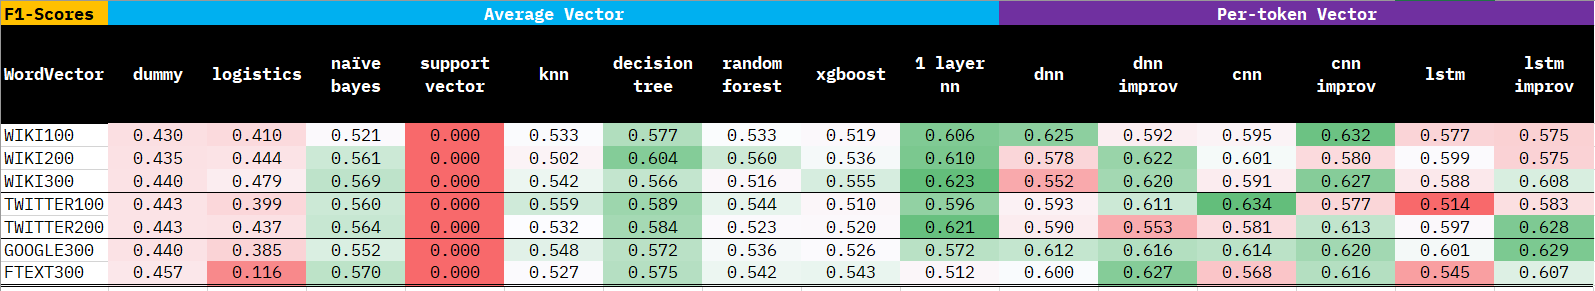 F1-Scores Average Vector Per-token Vector
WordVector dummy logistics naïve bayes support vector knn decision tree random forest xgboost 1 layer nn dnn dnn improv cnn cnn improv lstm lstm improv
WIKI100 0.430 0.410 0.521 0.000 0.533 0.577 0.533 0.519 0.606 0.625 0.592 0.595 0.632 0.577 0.575
WIKI200 0.435 0.444 0.561 0.000 0.502 0.604 0.560 0.536 0.610 0.578 0.622 0.601 0.580 0.599 0.575
WIKI300 0.440 0.479 0.569 0.000 0.542 0.566 0.516 0.555 0.623 0.552 0.620 0.591 0.627 0.588 0.608
TWITTER100 0.443 0.399 0.560 0.000 0.559 0.589 0.544 0.510 0.596 0.593 0.611 0.634 0.577 0.514 0.583
TWITTER200 0.443 0.437 0.564 0.000 0.532 0.584 0.523 0.520 0.621 0.590 0.553 0.581 0.613 0.597 0.628
GOOGLE300 0.440 0.385 0.552 0.000 0.548 0.572 0.536 0.526 0.572 0.612 0.616 0.614 0.620 0.601 0.629
FTEXT300 0.457 0.116 0.570 0.000 0.527 0.575 0.542 0.543 0.512 0.600 0.627 0.568 0.616 0.545 0.607